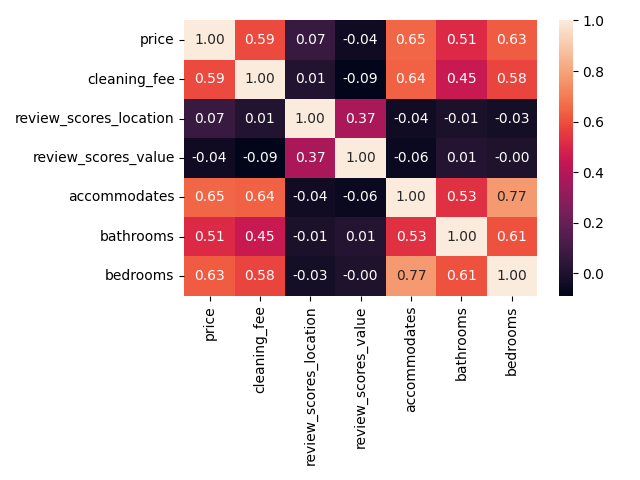 price 1.00 0.59 0.07 -0.04 0.65 0.51 0.63
cleaning_fee 0.59 1.00 0.01 -0.09 0.64 0.45 0.58
review_scores_location 0.07 0.01 1.00 0.37 -0.04 -0.01 -0.03
review_scores_value -0.04 -0.09 0.37 1.00 -0.06 0.01 -0.00
accommodates 0.65 0.64 -0.04 -0.06 1.00 0.53 0.77
bathrooms 0.51 0.45 -0.01 0.01 0.53 1.00 0.61
bedrooms 0.63 0.58 -0.03 -0.00 0.77 0.61 1.00
price
cleaning_fee
review_scores_location
review_scores_value
accommodates
bathrooms
bedrooms
1.0
0.8
0.6
0.4
0.2
0.0